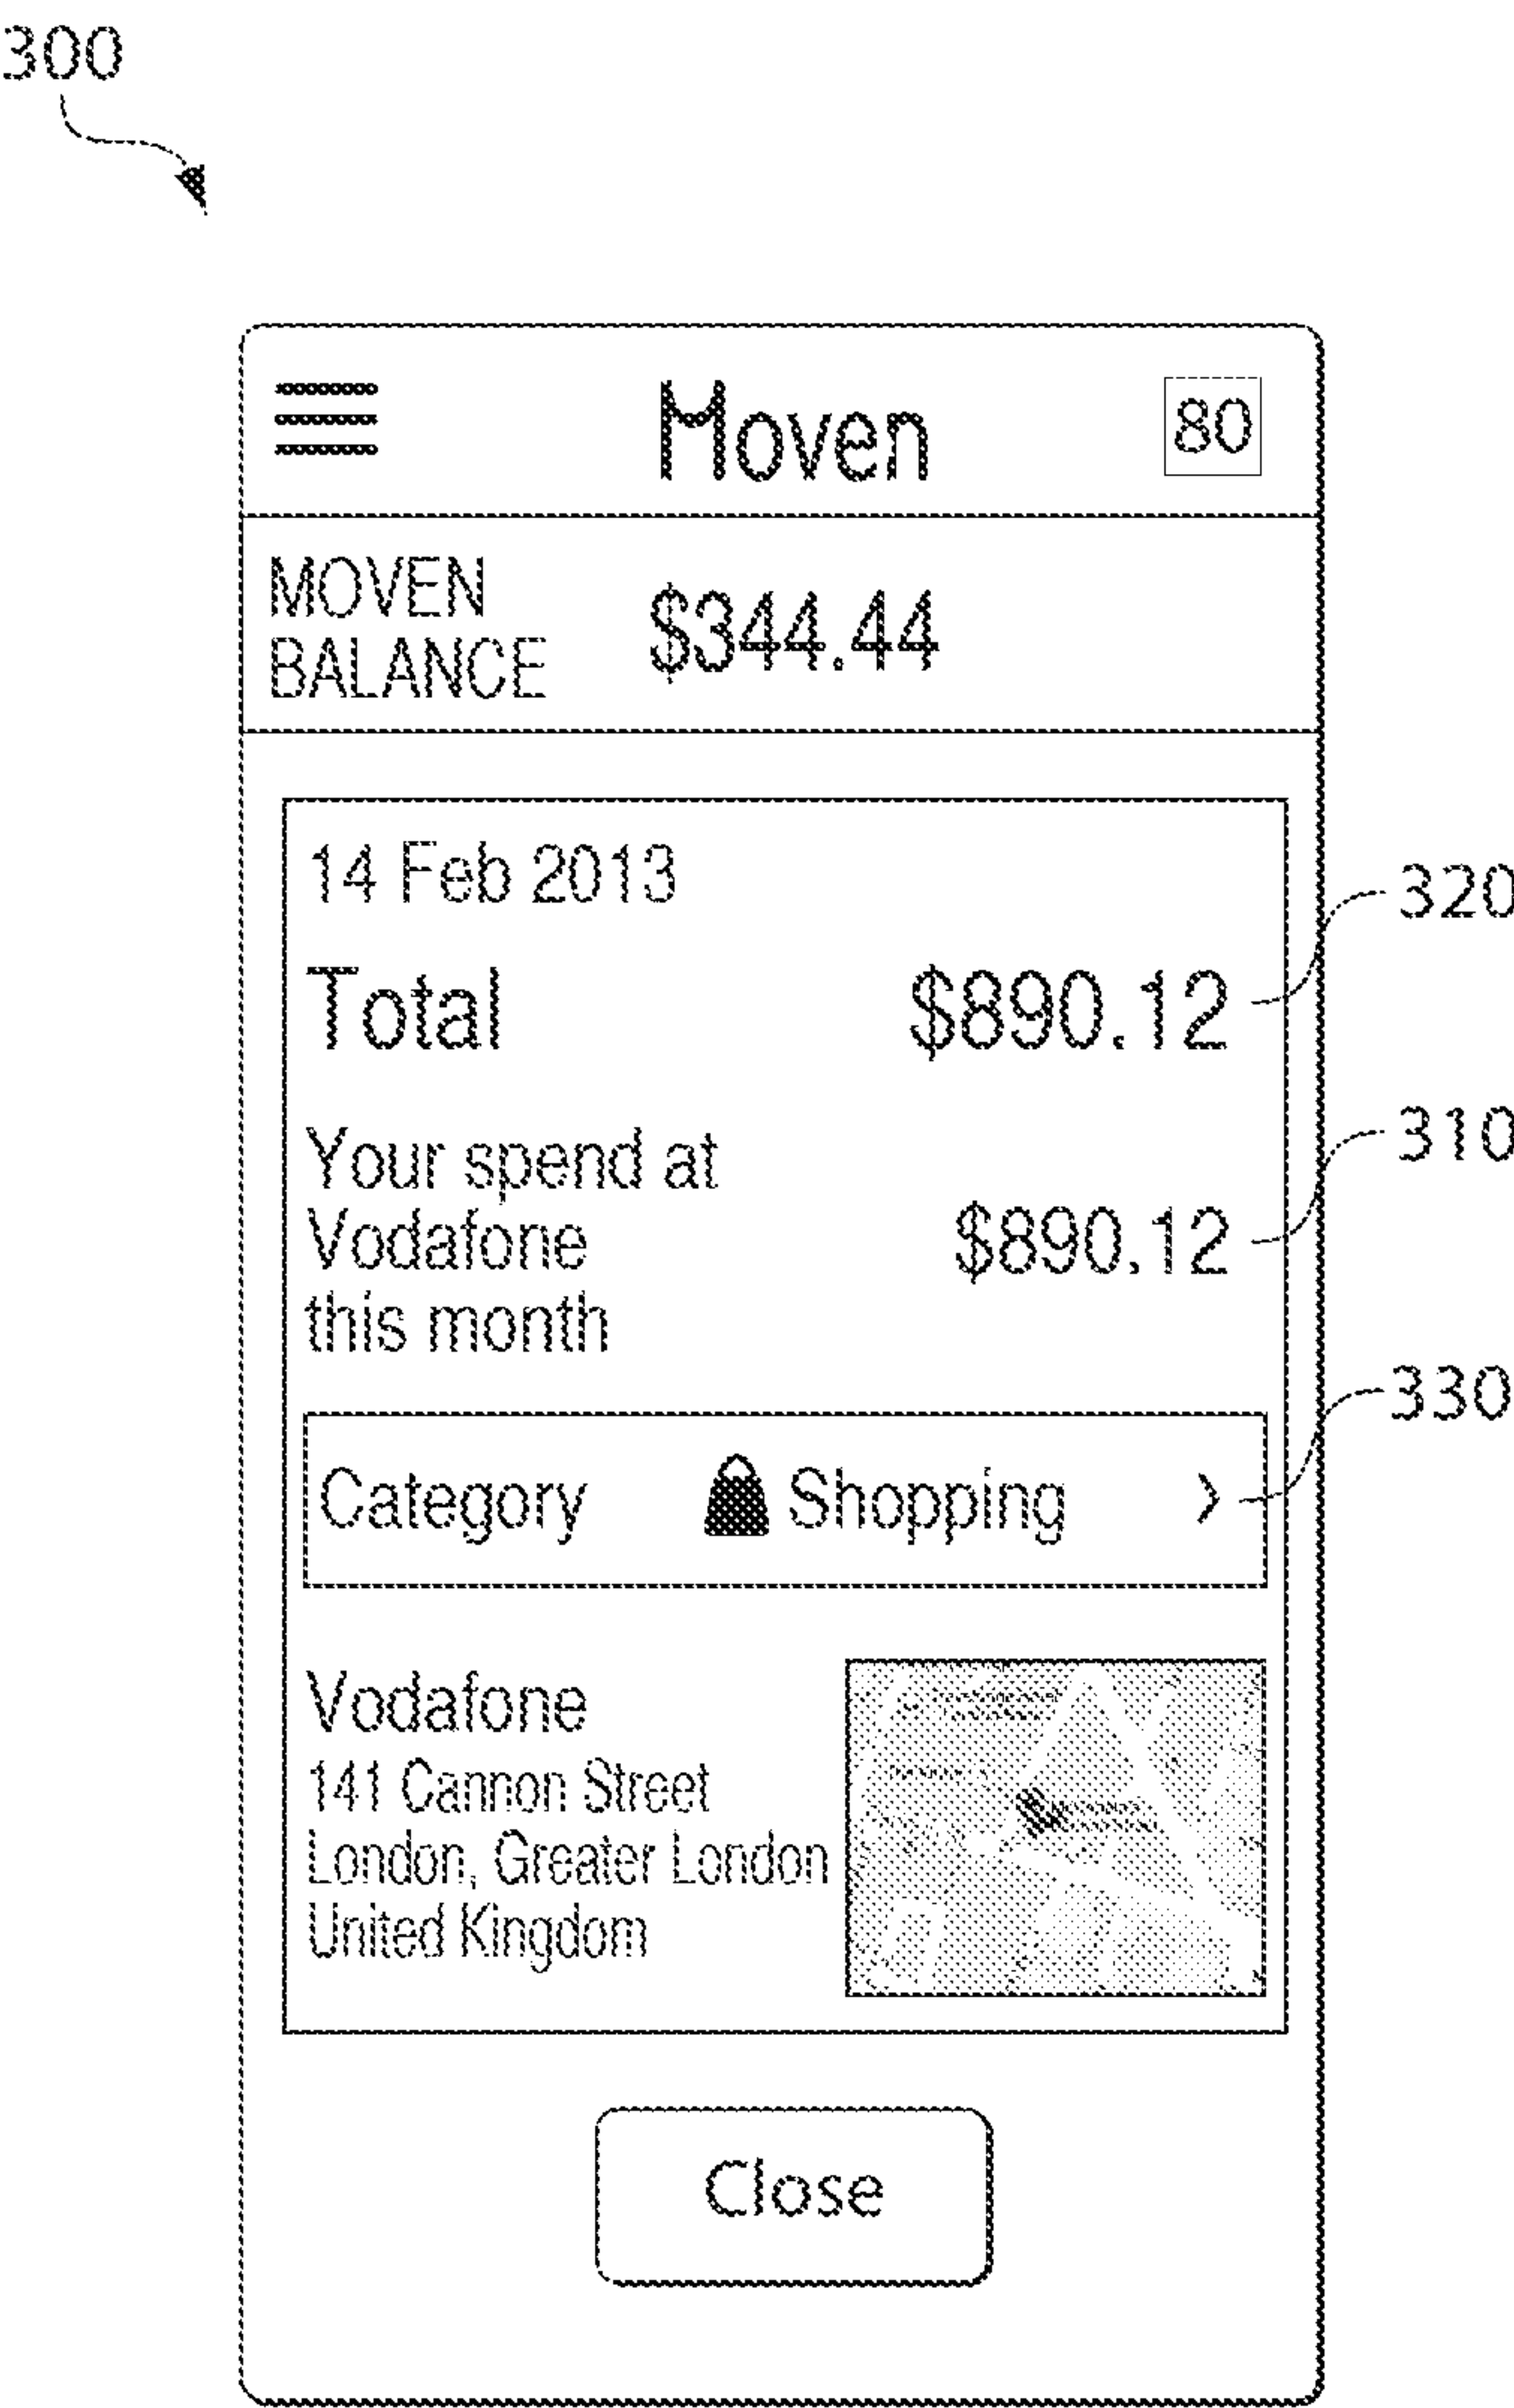 300
Moven
80
MOVEN
BALANCE
$344.44
14 Feb 2013
320
Total
$890.12
310
Your spend at
Vodafone
this month
$890.12
330
Category
Shopping
>
Vodafone
141 Cannon Street
London, Greater London
United Kingdom
Close